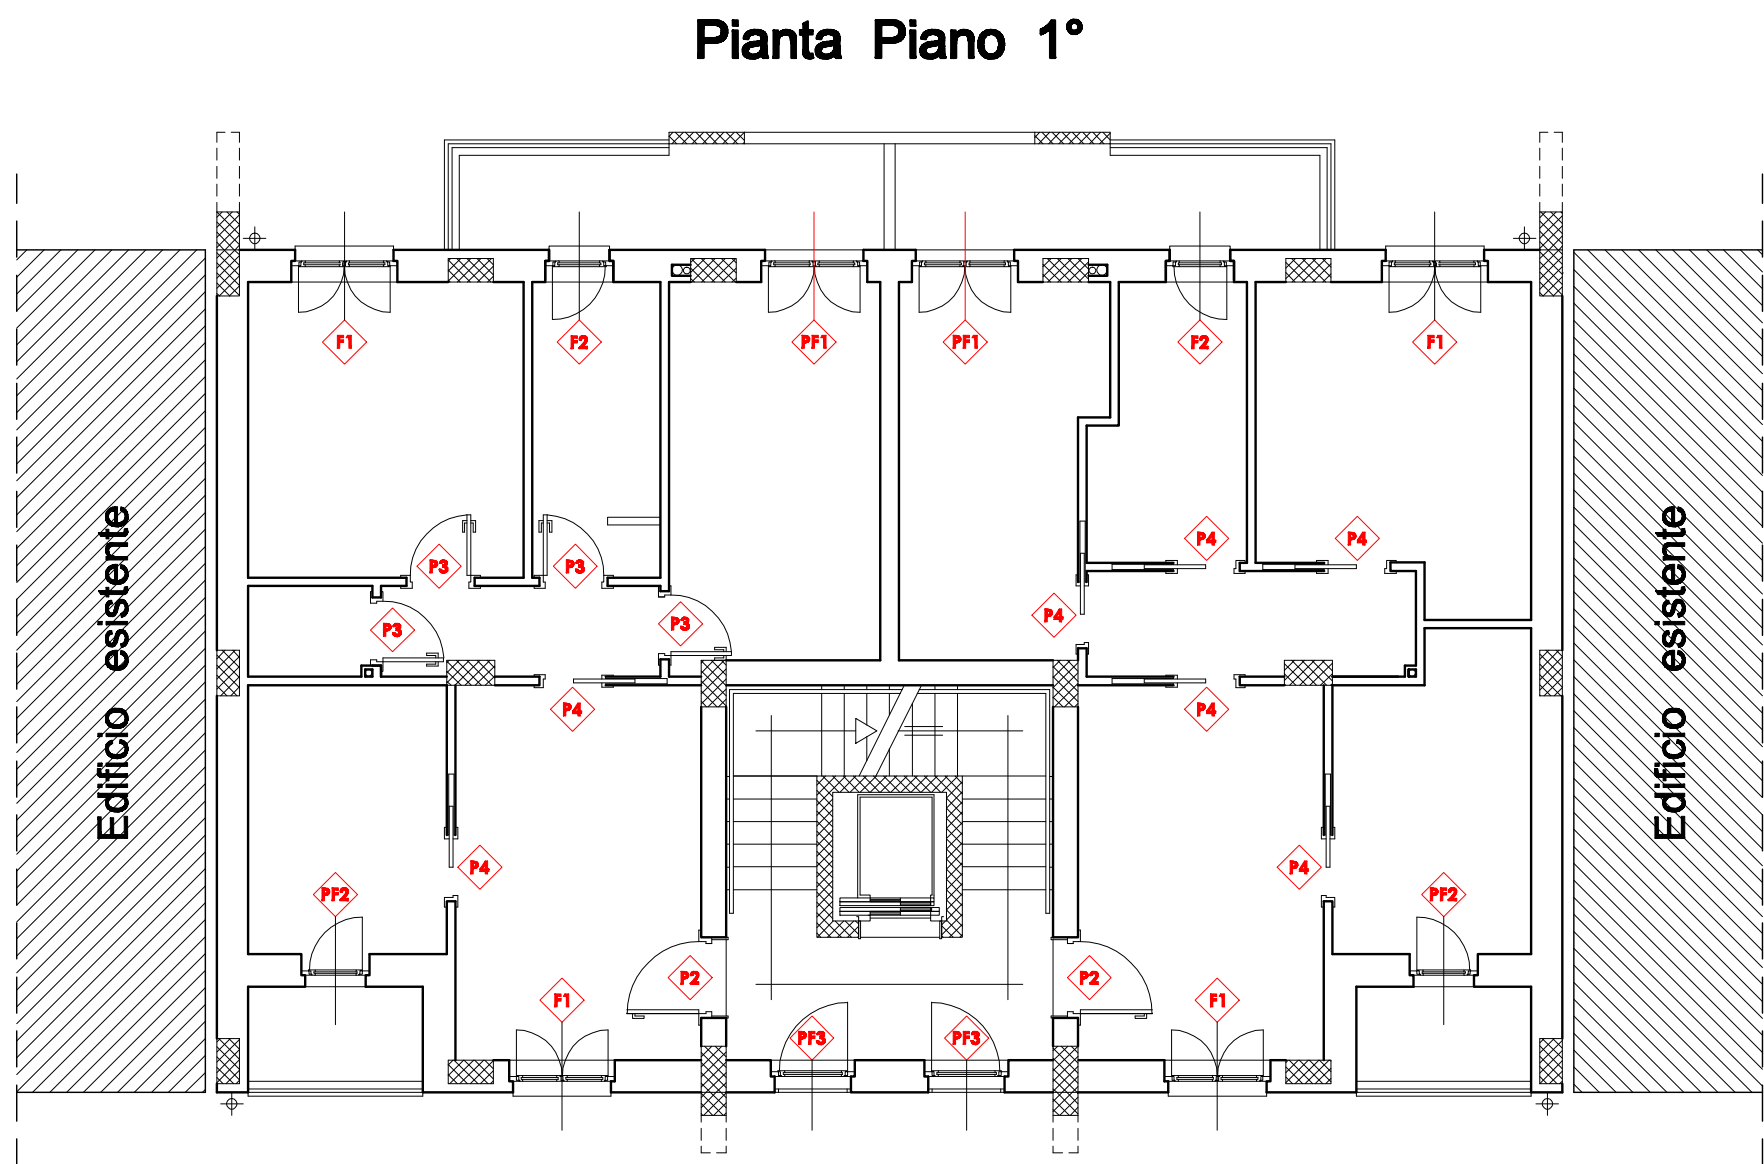 Pianta Piano 1°
F1
F2
PF1
PF1
F2
F1
Edificio esistente
Edificio esistente
P3
P3
P4
P4
P3
P3
P4
P4
P4
P4
P4
PF2
PF2
P2
P2
F1
F1
PF3
PF3